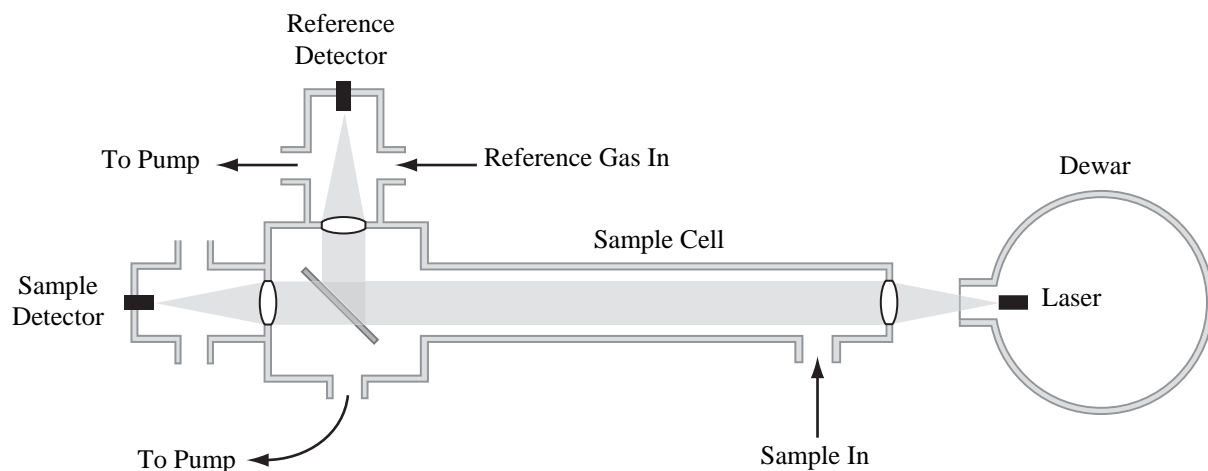 Reference
Detector
To Pump
Reference Gas In
Dewar
Sample Cell
Sample
Detector
Laser
To Pump
Sample In